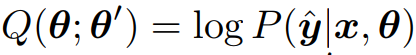 Q(θ; θ′) = log P(ŷ|x, θ)